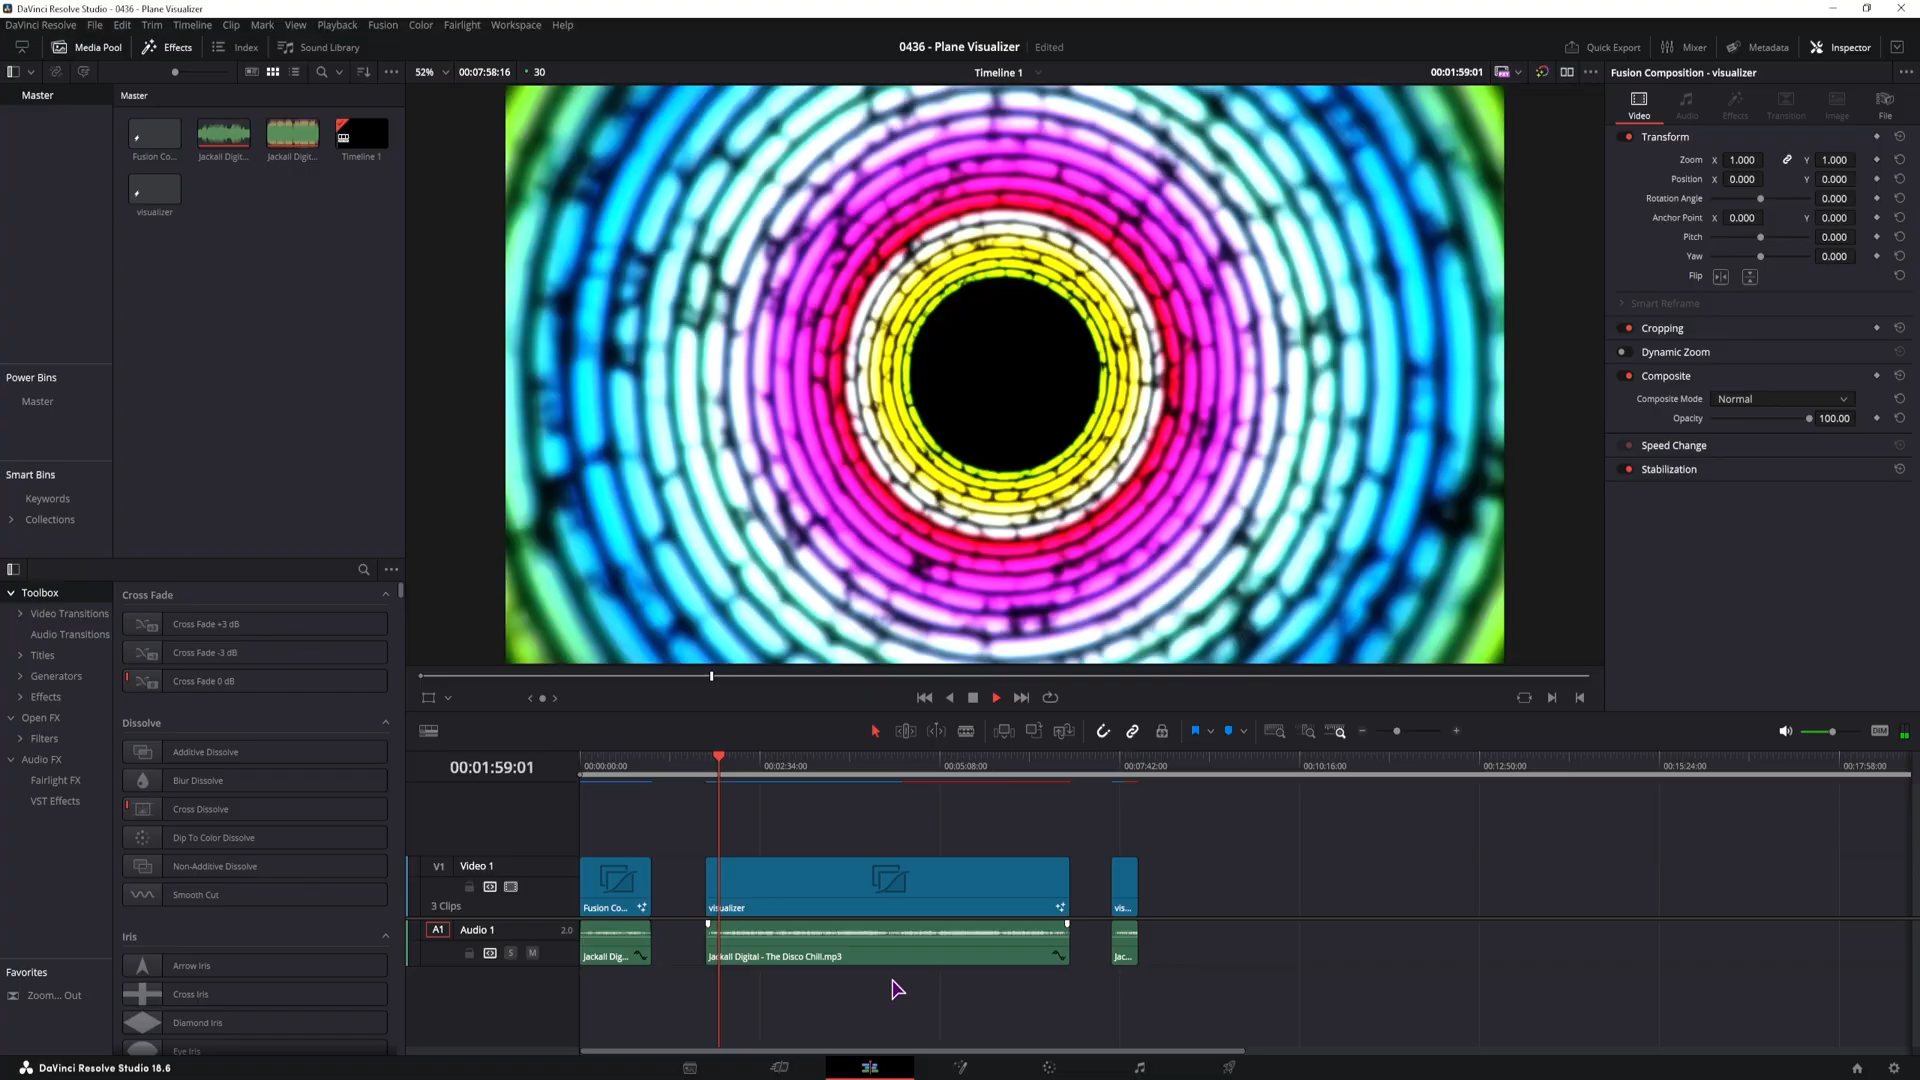 DaVinci Resolve Studio - 0436 - Plane Visualizer
DaVinci Resolve File Edit Trim Timeline Clip Mark View Playback Fusion Color Fairlight Workspace Help
Media Pool Effects Index Sound Library
0436 - Plane Visualizer Edited
Quick Export Mixer Metadata Inspector
52% 00:07:58:16 30 Timeline 1 00:01:59:01
Fusion Composition - visualizer
Master
Master
Fusion Co... Jackall Digit... Jackall Digit... Timeline 1
visualizer
Power Bins
Master
Smart Bins
Keywords
Collections
Video Audio Effects Transition Image File
Transform
Zoom X 1.000 Y 1.000
Position X 0.000 Y 0.000
Rotation Angle 0.000
Anchor Point X 0.000 Y 0.000
Pitch 0.000
Yaw 0.000
Flip
Smart Reframe
Cropping
Dynamic Zoom
Composite
Composite Mode Normal
Opacity 100.00
Speed Change
Stabilization
Toolbox
Video Transitions
Audio Transitions
Titles
Generators
Effects
Open FX
Filters
Audio FX
Fairlight FX
VST Effects
Favorites
Zoom... Out
Cross Fade
Cross Fade +3 dB
Cross Fade -3 dB
Cross Fade 0 dB
Dissolve
Additive Dissolve
Blur Dissolve
Cross Dissolve
Dip To Color Dissolve
Non-Additive Dissolve
Smooth Cut
Iris
Arrow Iris
Cross Iris
Diamond Iris
Eye Iris
DIM
00:01:59:01
00:00:00:00 00:02:34:00 00:05:08:00 00:07:42:00 00:10:16:00 00:12:50:00 00:15:24:00 00:17:58:00
V1 Video 1
3 Clips
Fusion Co... visualizer vis...
A1 Audio 1 2.0
S M
Jackall Dig... Jackall Digital - The Disco Chill.mp3 Jac...
DaVinci Resolve Studio 18.6